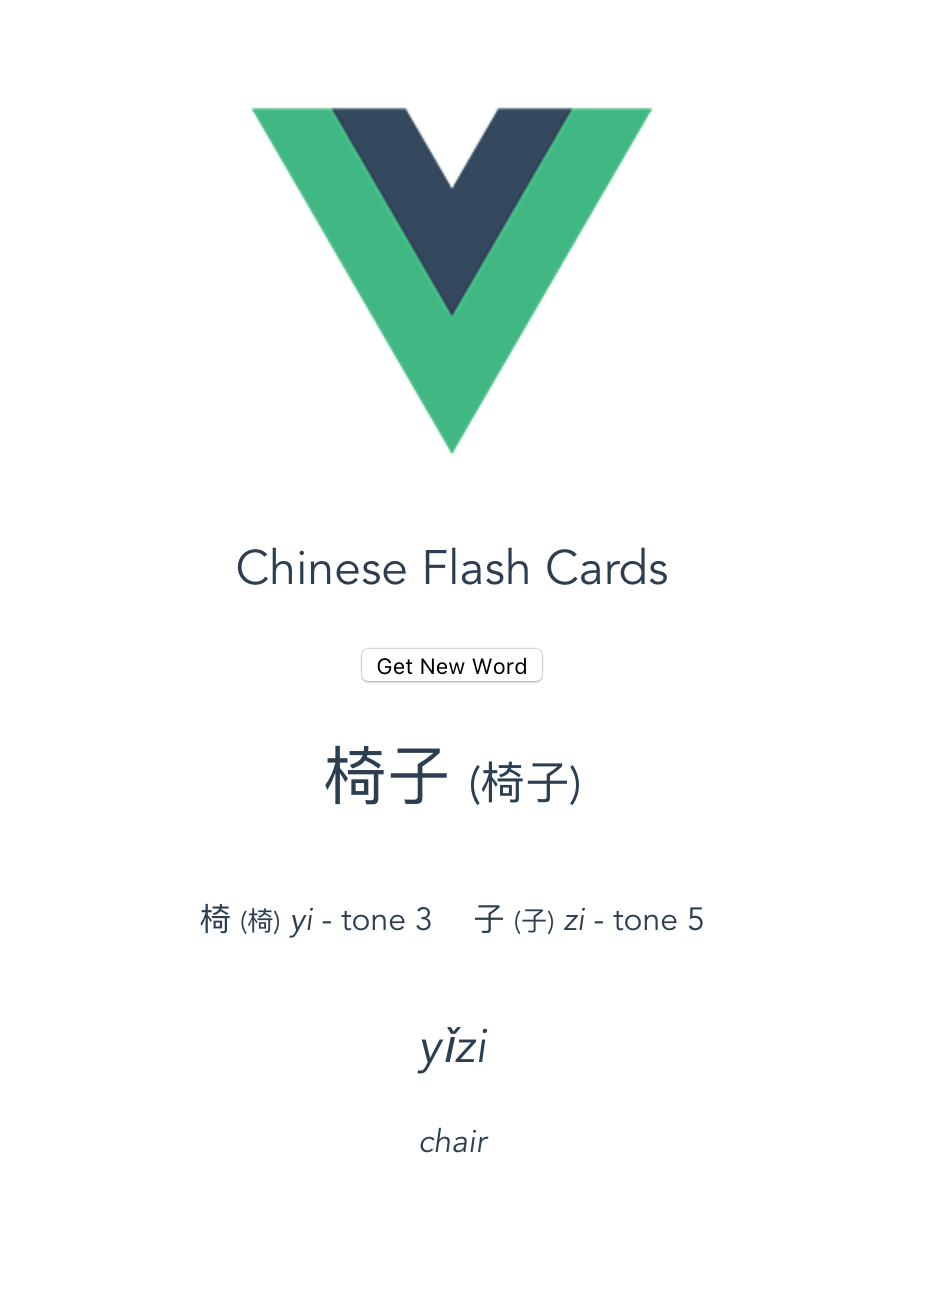 Chinese Flash Cards
Get New Word
椅子 (椅子)
椅 (椅) yi - tone 3 子 (子) zi - tone 5
yǐzi
chair